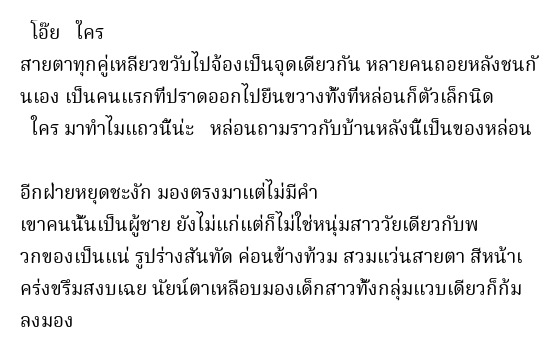 โอ๊ย ใคร
สายตาทุกคู่เหลียวขวับไปจ้องเป็นจุดเดียวกัน หลายคนถอยหลังชนกั
นเอง เป็นคนแรกที่ปราดออกไปยืนขวางทั้งที่หล่อนก็ตัวเล็กนิด
ใคร มาทำไมแถวนี้น่ะ หล่อนถามราวกับบ้านหลังนี้เป็นของหล่อน
อีกฝ่ายหยุดชะงัก มองตรงมาแต่ไม่มีคำ
เขาคนนั้นเป็นผู้ชาย ยังไม่แก่แต่ก็ไม่ใช่หนุ่มสาววัยเดียวกับพ
วกของเป็นแน่ รูปร่างสันทัด ค่อนข้างท้วม สวมแว่นสายตา สีหน้าเ
คร่งขรึมสงบเฉย นัยน์ตาเหลือบมองเด็กสาวทั้งกลุ่มแวบเดียวก็ก้ม
ลงมอง